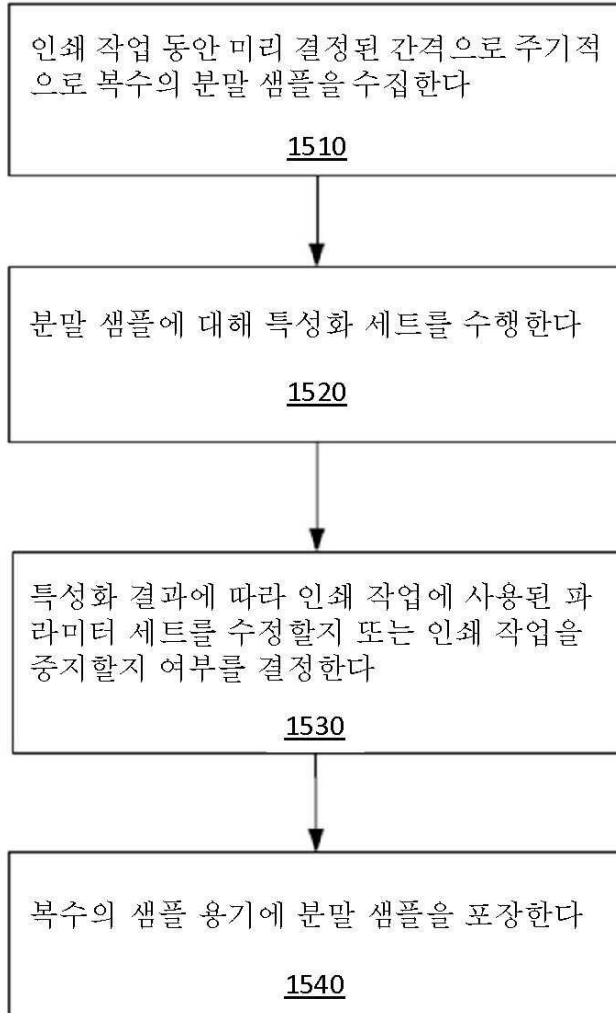 인쇄 작업 동안 미리 결정된 간격으로 주기적
으로 복수의 분말 샘플을 수집한다
1510
분말 샘플에 대해 특성화 세트를 수행한다
1520
특성화 결과에 따라 인쇄 작업에 사용된 파
라미터 세트를 수정할지 또는 인쇄 작업을
중지할지 여부를 결정한다
1530
복수의 샘플 용기에 분말 샘플을 포장한다
1540